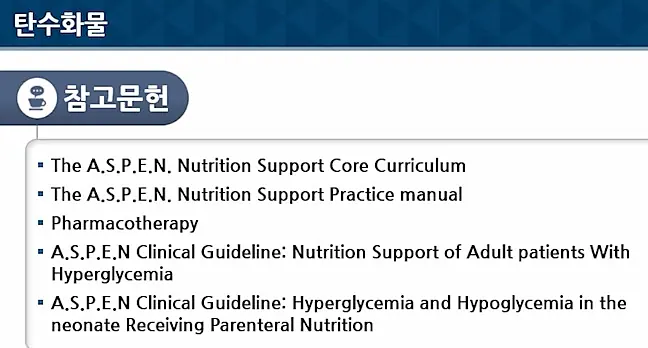 탄수화물
참고문헌
▪ The A.S.P.E.N. Nutrition Support Core Curriculum
▪ The A.S.P.E.N. Nutrition Support Practice manual
▪ Pharmacotherapy
▪ A.S.P.E.N Clinical Guideline: Nutrition Support of Adult patients With
Hyperglycemia
▪ A.S.P.E.N Clinical Guideline: Hyperglycemia and Hypoglycemia in the
neonate Receiving Parenteral Nutrition